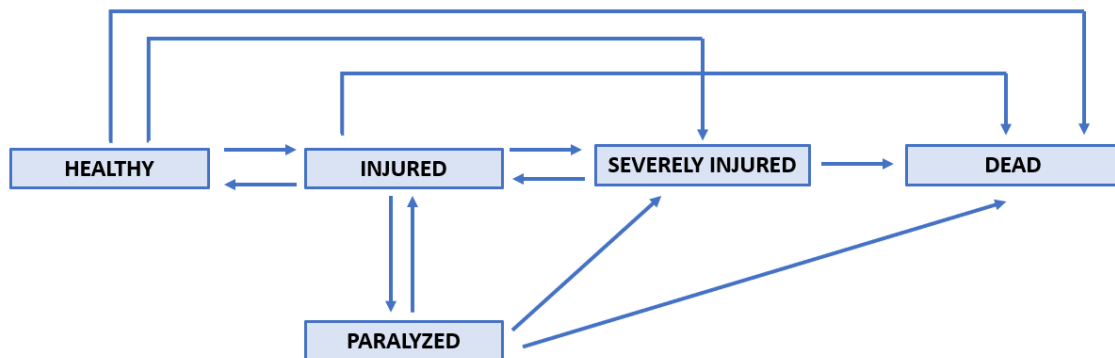 HEALTHY
INJURED
SEVERELY INJURED
DEAD
PARALYZED